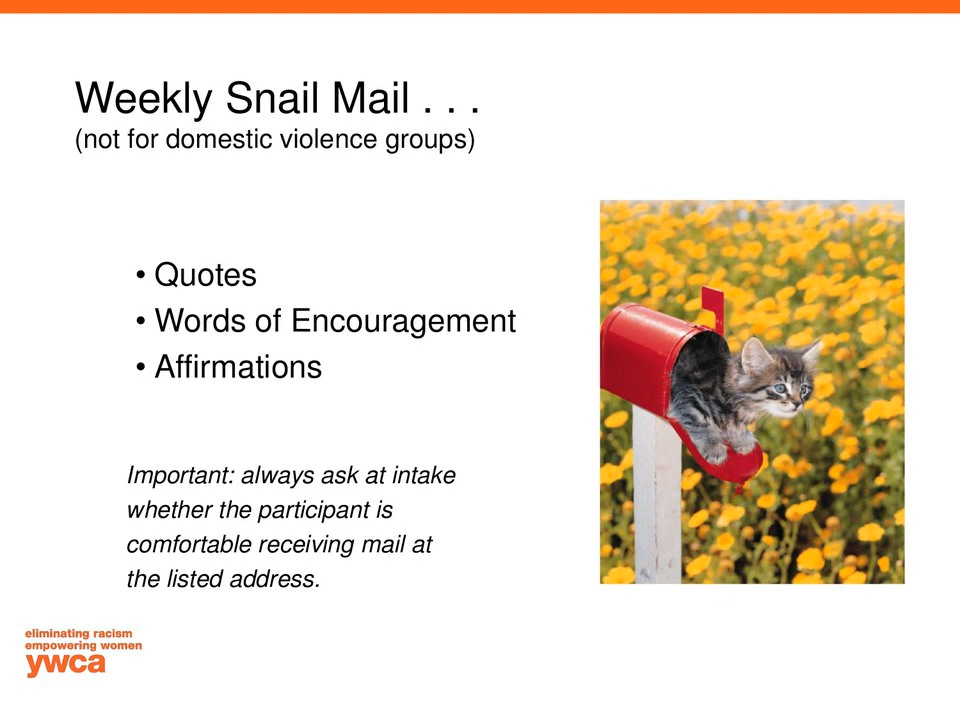 Weekly Snail Mail . . .
(not for domestic violence groups)
• Quotes
• Words of Encouragement
• Affirmations
Important: always ask at intake
whether the participant is
comfortable receiving mail at
the listed address.
eliminating racism
empowering women
ywca